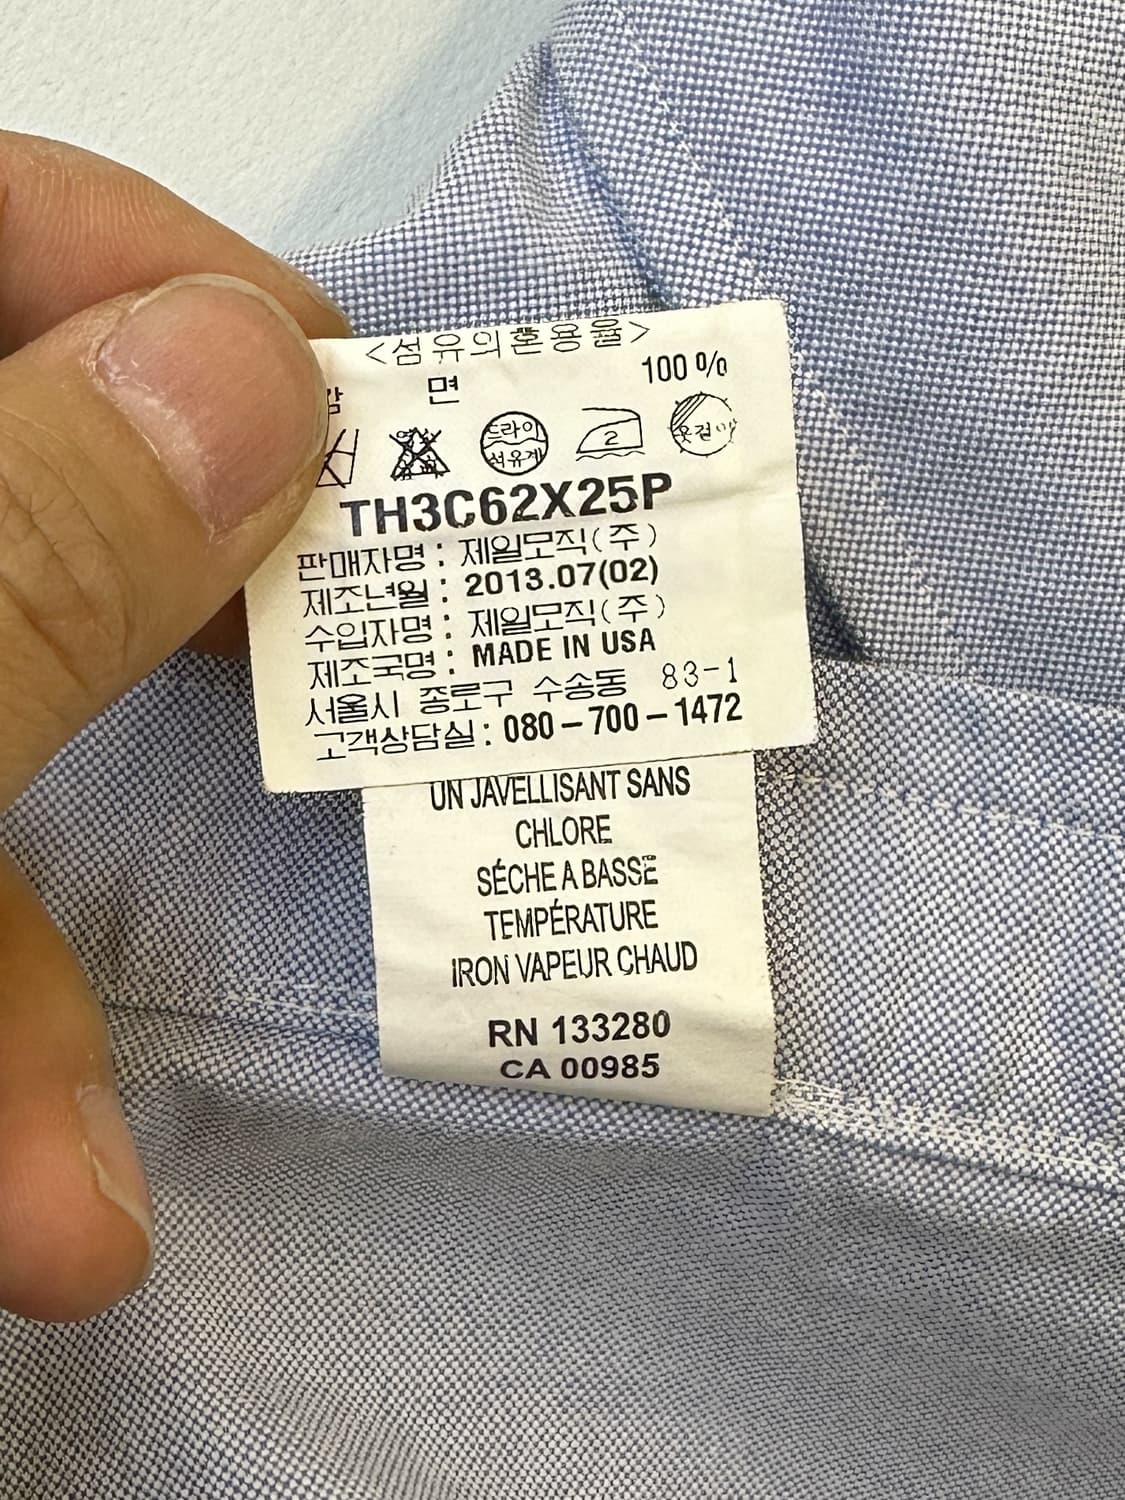 <섬유의혼용율>
면 100 %
드라이
석유계
2
옷걸이
TH3C62X25P
판매자명 : 제일모직(주)
제조년월 : 2013.07(02)
수입자명 : 제일모직(주)
제조국명 : MADE IN USA
서울시 종로구 수송동 83-1
고객상담실 : 080-700-1472
UN JAVELLISANT SANS
CHLORE
SÉCHE A BASSE
TEMPÉRATURE
IRON VAPEUR CHAUD
RN 133280
CA 00985